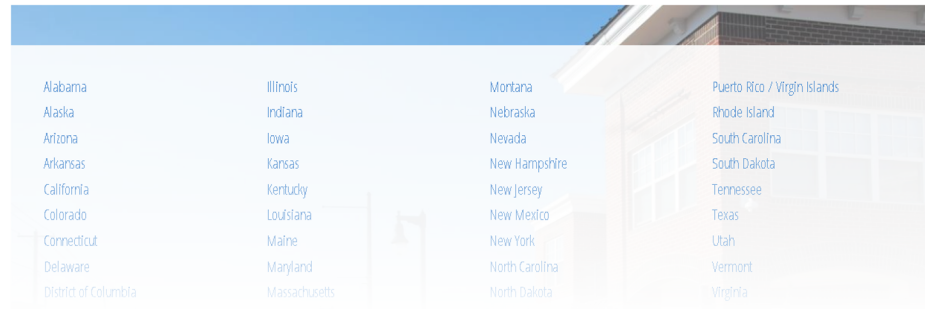 Alabama
Alaska
Arizona
Arkansas
California
Colorado
Connecticut
Delaware
District of Columbia
Illinois
Indiana
Iowa
Kansas
Kentucky
Louisiana
Maine
Maryland
Massachusetts
Montana
Nebraska
Nevada
New Hampshire
New Jersey
New Mexico
New York
North Carolina
North Dakota
Puerto Rico / Virgin Islands
Rhode Island
South Carolina
South Dakota
Tennessee
Texas
Utah
Vermont
Virginia